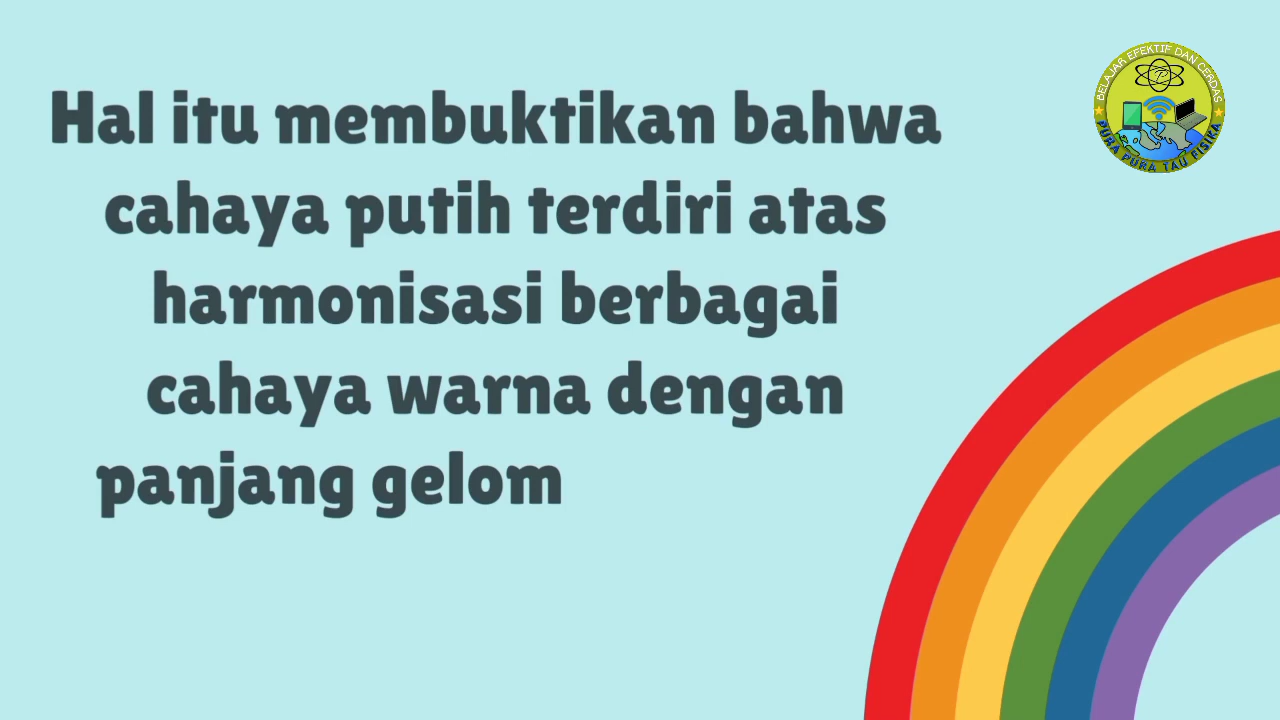 Hal itu membuktikan bahwa
cahaya putih terdiri atas
harmonisasi berbagai
cahaya warna dengan
panjang gelom
BELAJAR EFEKTIF DAN CERDAS
PURA PURA TAU FISIKA